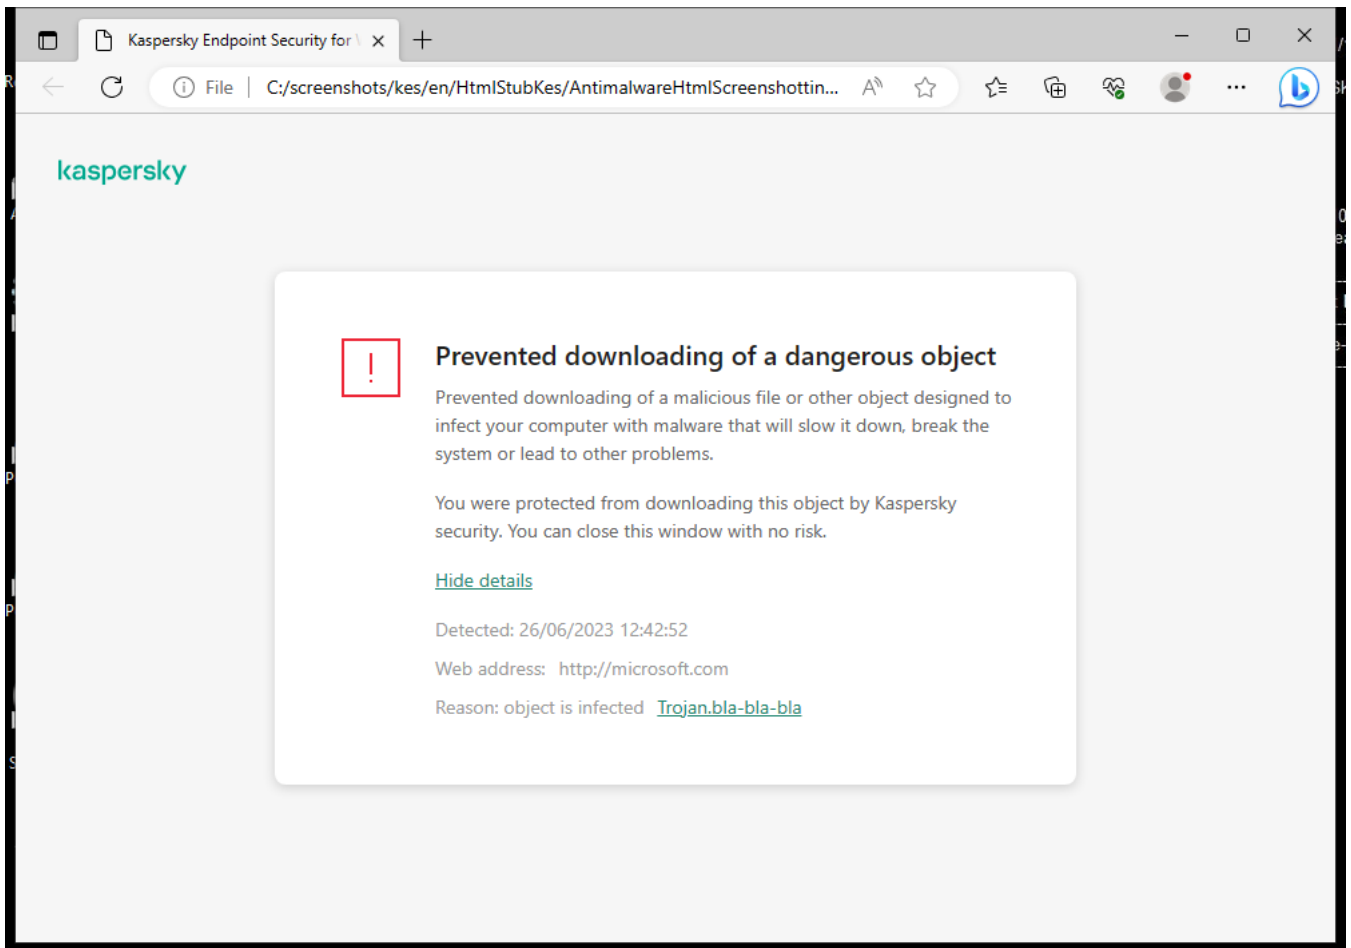 Kaspersky Endpoint Security for
File C:/screenshots/kes/en/HtmlStubKes/AntimalwareHtmlScreenshottin...
kaspersky
Prevented downloading of a dangerous object
Prevented downloading of a malicious file or other object designed to
infect your computer with malware that will slow it down, break the
system or lead to other problems.
You were protected from downloading this object by Kaspersky
security. You can close this window with no risk.
Hide details
Detected: 26/06/2023 12:42:52
Web address: http://microsoft.com
Reason: object is infected Trojan.bla-bla-bla